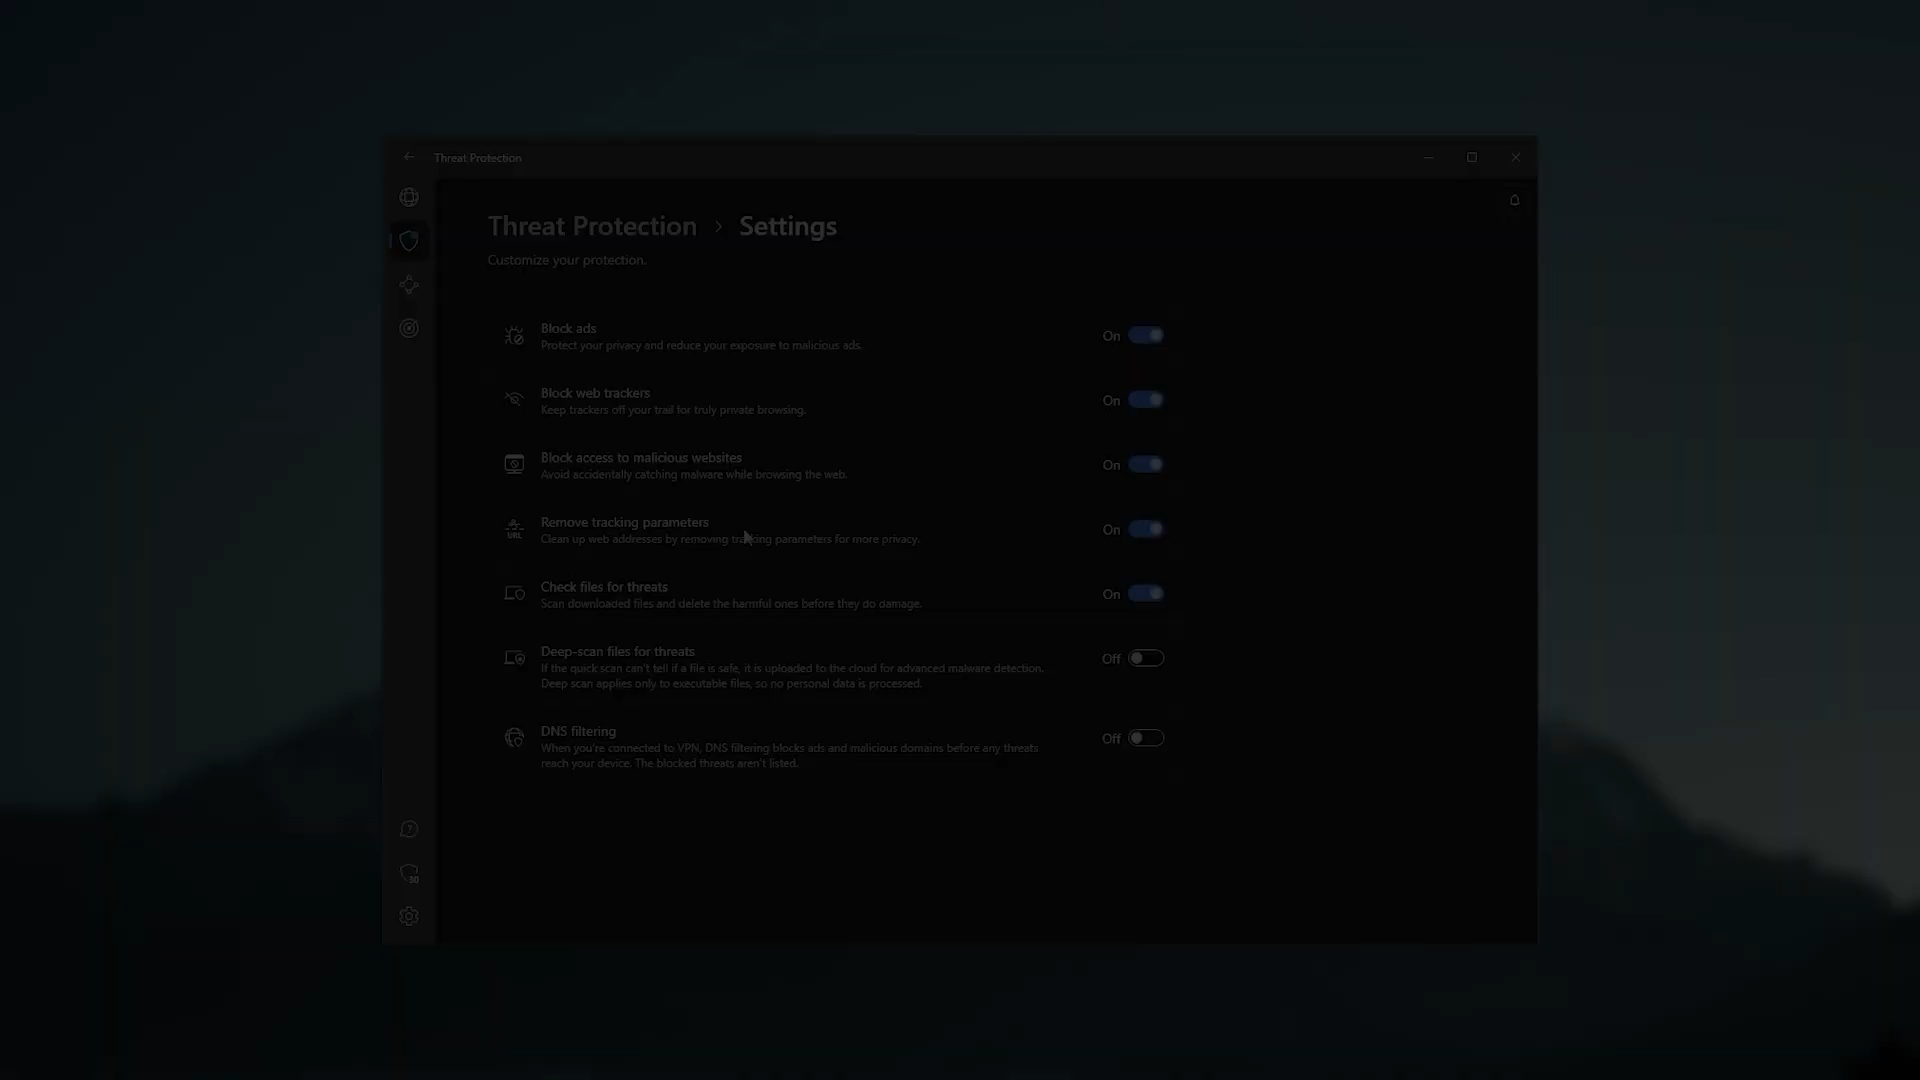 Threat Protection
Threat Protection > Settings
Customize your protection.
Block ads
Protect your privacy and reduce your exposure to malicious ads.
On
Block web trackers
Keep trackers off your trail for truly private browsing.
On
Block access to malicious websites
Avoid accidentally catching malware while browsing the web.
On
URL
Remove tracking parameters
Clean up web addresses by removing tracking parameters for more privacy.
On
Check files for threats
Scan downloaded files and delete the harmful ones before they do damage.
On
Deep-scan files for threats
If the quick scan can't tell if a file is safe, it is uploaded to the cloud for advanced malware detection.
Deep scan applies only to executable files, so no personal data is processed.
Off
DNS filtering
When you're connected to VPN, DNS filtering blocks ads and malicious domains before any threats
reach your device. The blocked threats aren't listed.
Off
30